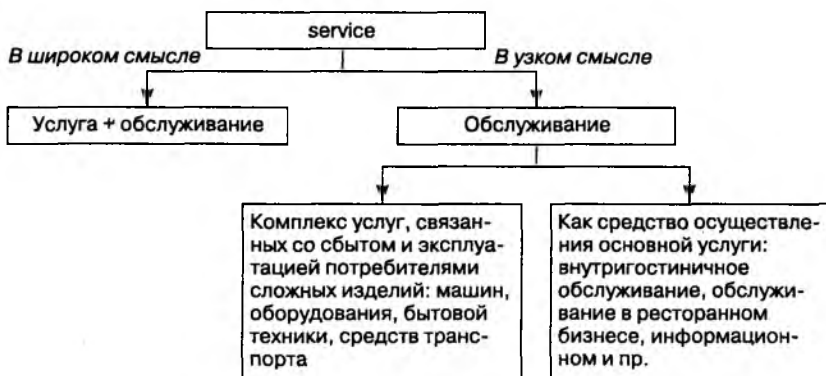 service
В широком смысле
В узком смысле
Услуга + обслуживание
Обслуживание
Комплекс услуг, связан-
ных со сбытом и эксплуа-
тацией потребителями
сложных изделий: машин,
оборудования, бытовой
техники, средств транс-
порта
Как средство осуществле-
ния основной услуги:
внутригостиничное
обслуживание, обслужи-
вание в ресторанном
бизнесе, информацион-
ном и пр.